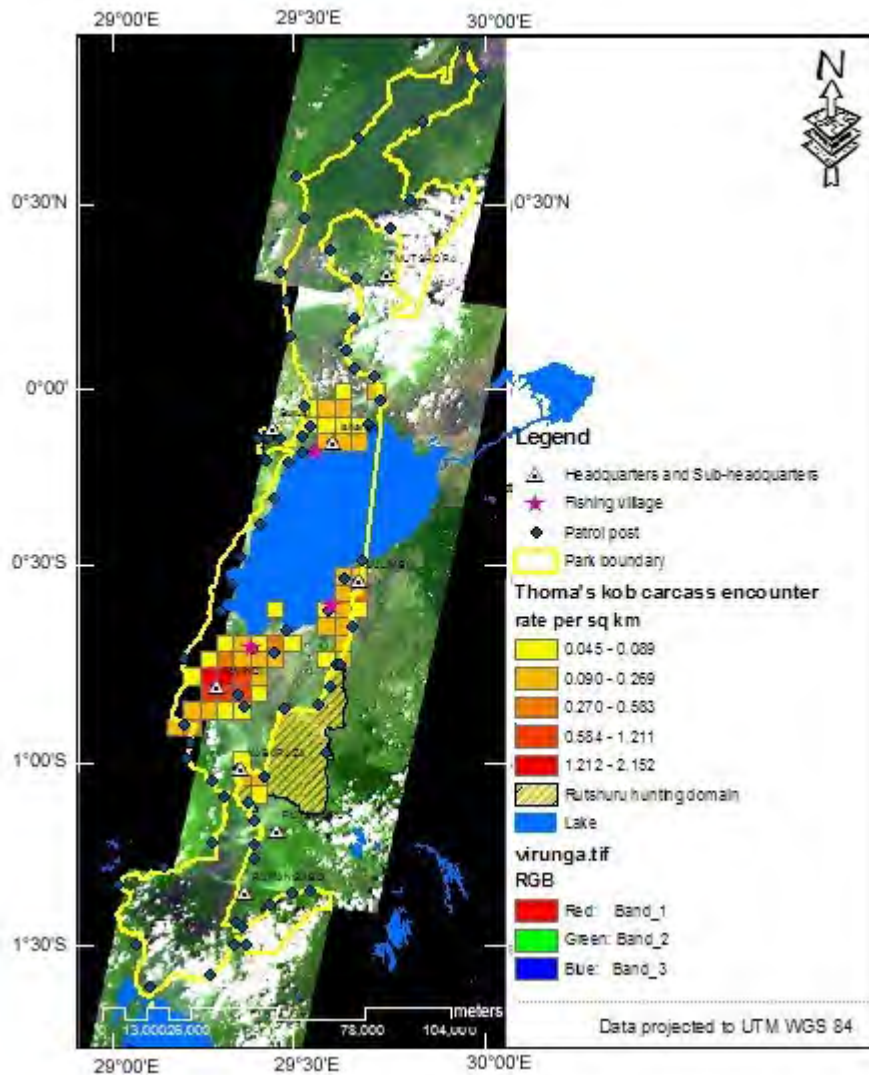 29°00'E 29°30'E 30°00'E
N
0°30'N 0°30'N
0°00'
0°30'S
1°00'S
1°30'S
Legend
Headquarters and Sub-headquarters
Fishing village
Patrol post
Park boundary
Thoma's kob carcass encounter
rate per sq km
0.045 - 0.089
0.090 - 0.269
0.270 - 0.583
0.584 - 1.211
1.212 - 2.152
Rutshuru hunting domain
Lake
virunga.tif
RGB
Red: Band_1
Green: Band_2
Blue: Band_3
meters
13,000 26,000 78,000 104,000
Data projected to UTM WGS 84
29°00'E 29°30'E 30°00'E